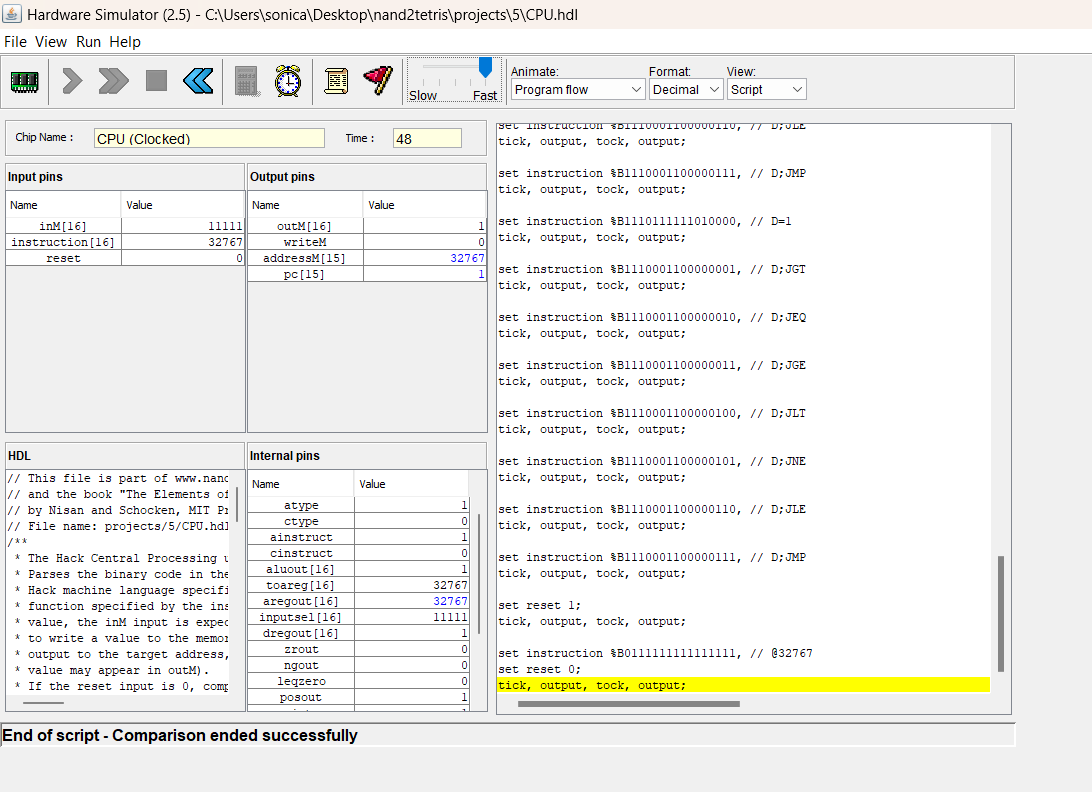 Hardware Simulator (2.5) - C:\Users\sonica\Desktop\nand2tetris\projects\5\CPU.hdl
File View Run Help
Animate: Format: View:
Slow Fast Program flow Decimal Script
Chip Name : CPU (Clocked) Time : 48
Input pins
Name Value
inM[16] 11111
instruction[16] 32767
reset 0
Output pins
Name Value
outM[16] 1
writeM 0
addressM[15] 32767
pc[15] 1
HDL
// This file is part of www.nand
// and the book "The Elements of
// by Nisan and Schocken, MIT Pr
// File name: projects/5/CPU.hdl
/**
* The Hack Central Processing u
* Parses the binary code in the
* Hack machine language specifi
* function specified by the ins
* value, the inM input is expec
* to write a value to the memor
* output to the target address,
* value may appear in outM).
* If the reset input is 0, comp
Internal pins
Name Value
atype 1
ctype 0
ainstruct 1
cinstruct 0
aluout[16] 1
toareg[16] 32767
aregout[16] 32767
inputsel[16] 11111
dregout[16] 1
zrout 0
ngout 0
leqzero 0
posout 1
set instruction %B1110001100000110, // D;JLE
tick, output, tock, output;
set instruction %B1110001100000111, // D;JMP
tick, output, tock, output;
set instruction %B1110111111010000, // D=1
tick, output, tock, output;
set instruction %B1110001100000001, // D;JGT
tick, output, tock, output;
set instruction %B1110001100000010, // D;JEQ
tick, output, tock, output;
set instruction %B1110001100000011, // D;JGE
tick, output, tock, output;
set instruction %B1110001100000100, // D;JLT
tick, output, tock, output;
set instruction %B1110001100000101, // D;JNE
tick, output, tock, output;
set instruction %B1110001100000110, // D;JLE
tick, output, tock, output;
set instruction %B1110001100000111, // D;JMP
tick, output, tock, output;
set reset 1;
tick, output, tock, output;
set instruction %B0111111111111111, // @32767
set reset 0;
tick, output, tock, output;
End of script - Comparison ended successfully